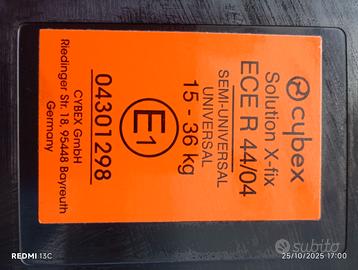 cybex
Solution X-fix
ECE R 44/04
SEMI-UNIVERSAL
UNIVERSAL
15 - 36 kg
E1
04301298
CYBEX GmbH
Riedinger Str. 18, 95448 Bayreuth
Germany
REDMI 13C
25/10/2025 17:00
subito